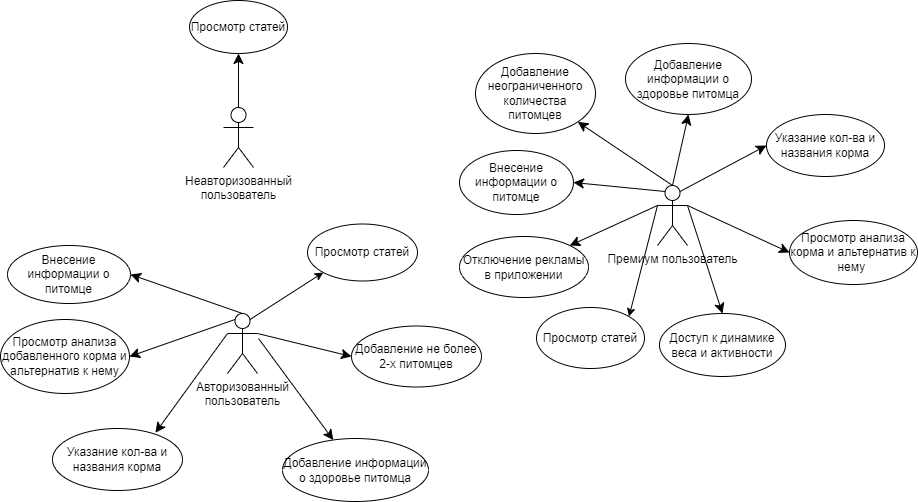 Просмотр статей
Неавторизованный
пользователь
Добавление
неограниченного
количества
питомцев
Добавление
информации о
здоровье питомца
Указание кол-ва и
названия корма
Внесение
информации о
питомце
Отключение рекламы
в приложении
Премиум пользователь
Просмотр анализа
корма и альтернатив к
нему
Просмотр статей
Доступ к динамике
веса и активности
Внесение
информации о
питомце
Просмотр статей
Просмотр анализа
добавленного корма и
альтернатив к нему
Авторизованный
пользователь
Добавление не более
2-х питомцев
Указание кол-ва и
названия корма
Добавление информации
о здоровье питомца